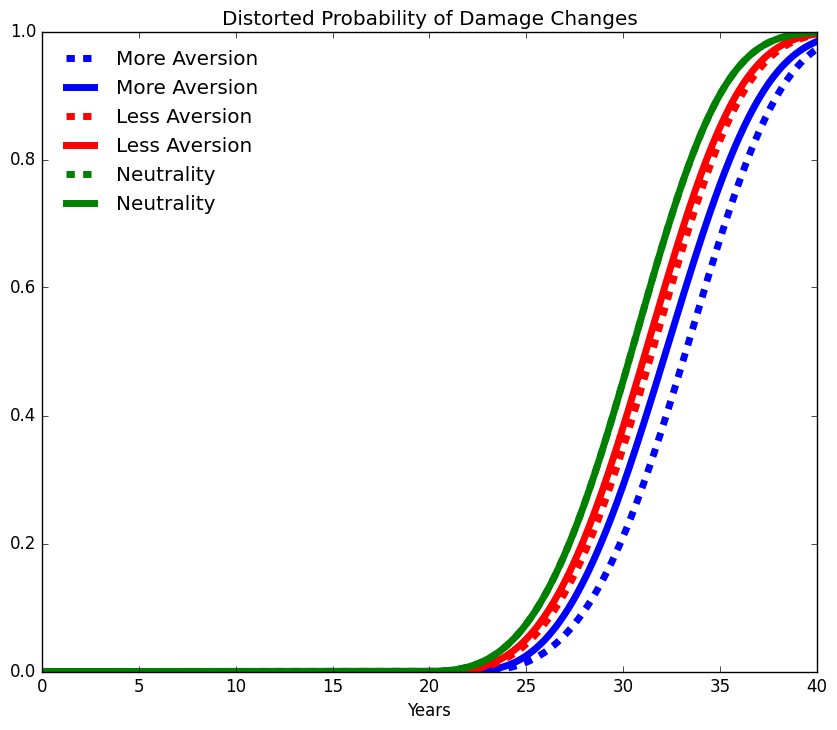 Distorted Probability of Damage Changes
1.0
0.8
0.6
0.4
0.2
0.0
More Aversion
More Aversion
Less Aversion
Less Aversion
Neutrality
Neutrality
0 5 10 15 20 25 30 35 40
Years